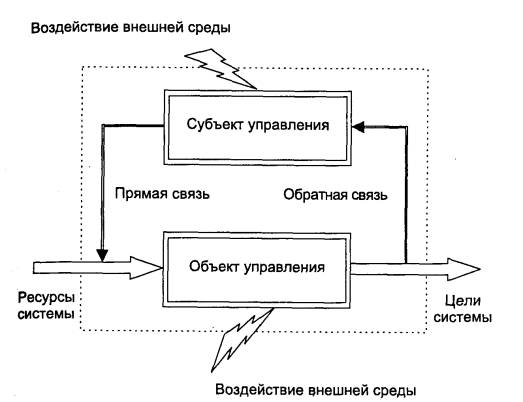 Воздействие внешней среды
Субъект управления
Прямая связь
Обратная связь
Объект управления
Ресурсы
системы
Цели
системы
Воздействие внешней среды